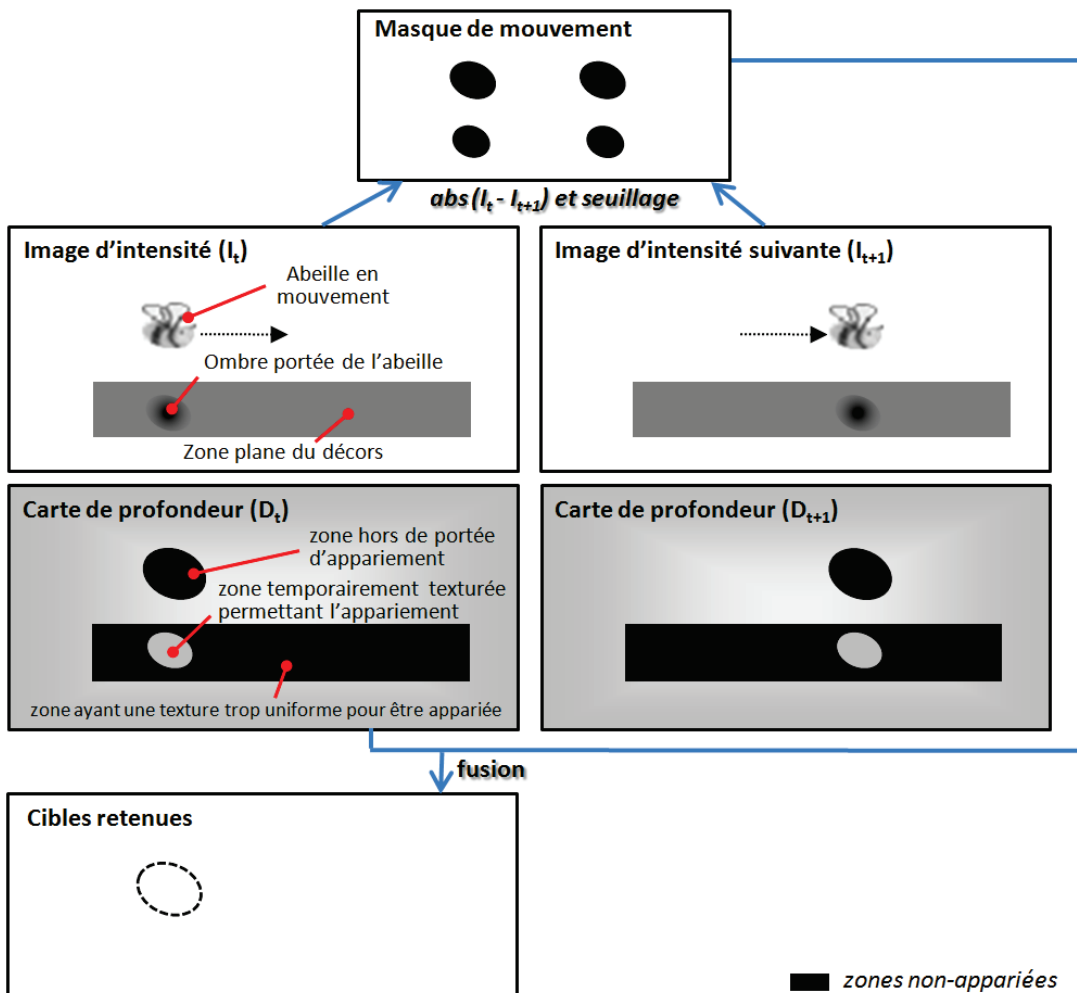 Masque de mouvement
abs (It - It+1) et seuillage
Image d'intensité (It)
Abeille en
mouvement
Ombre portée de l'abeille
Zone plane du décors
Image d'intensité suivante (It+1)
Carte de profondeur (Dt)
zone hors de portée
d'appariement
zone temporairement texturée
permettant l'appariement
zone ayant une texture trop uniforme pour être appariée
Carte de profondeur (Dt+1)
fusion
Cibles retenues
zones non-appariées